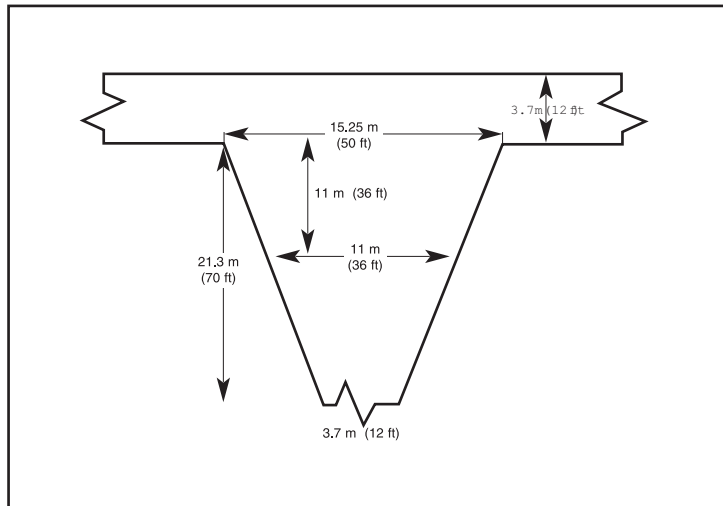 3.7m (12 ft)
15.25 m
(50 ft)
11 m (36 ft)
11 m
(36 ft)
21.3 m
(70 ft)
3.7 m (12 ft)